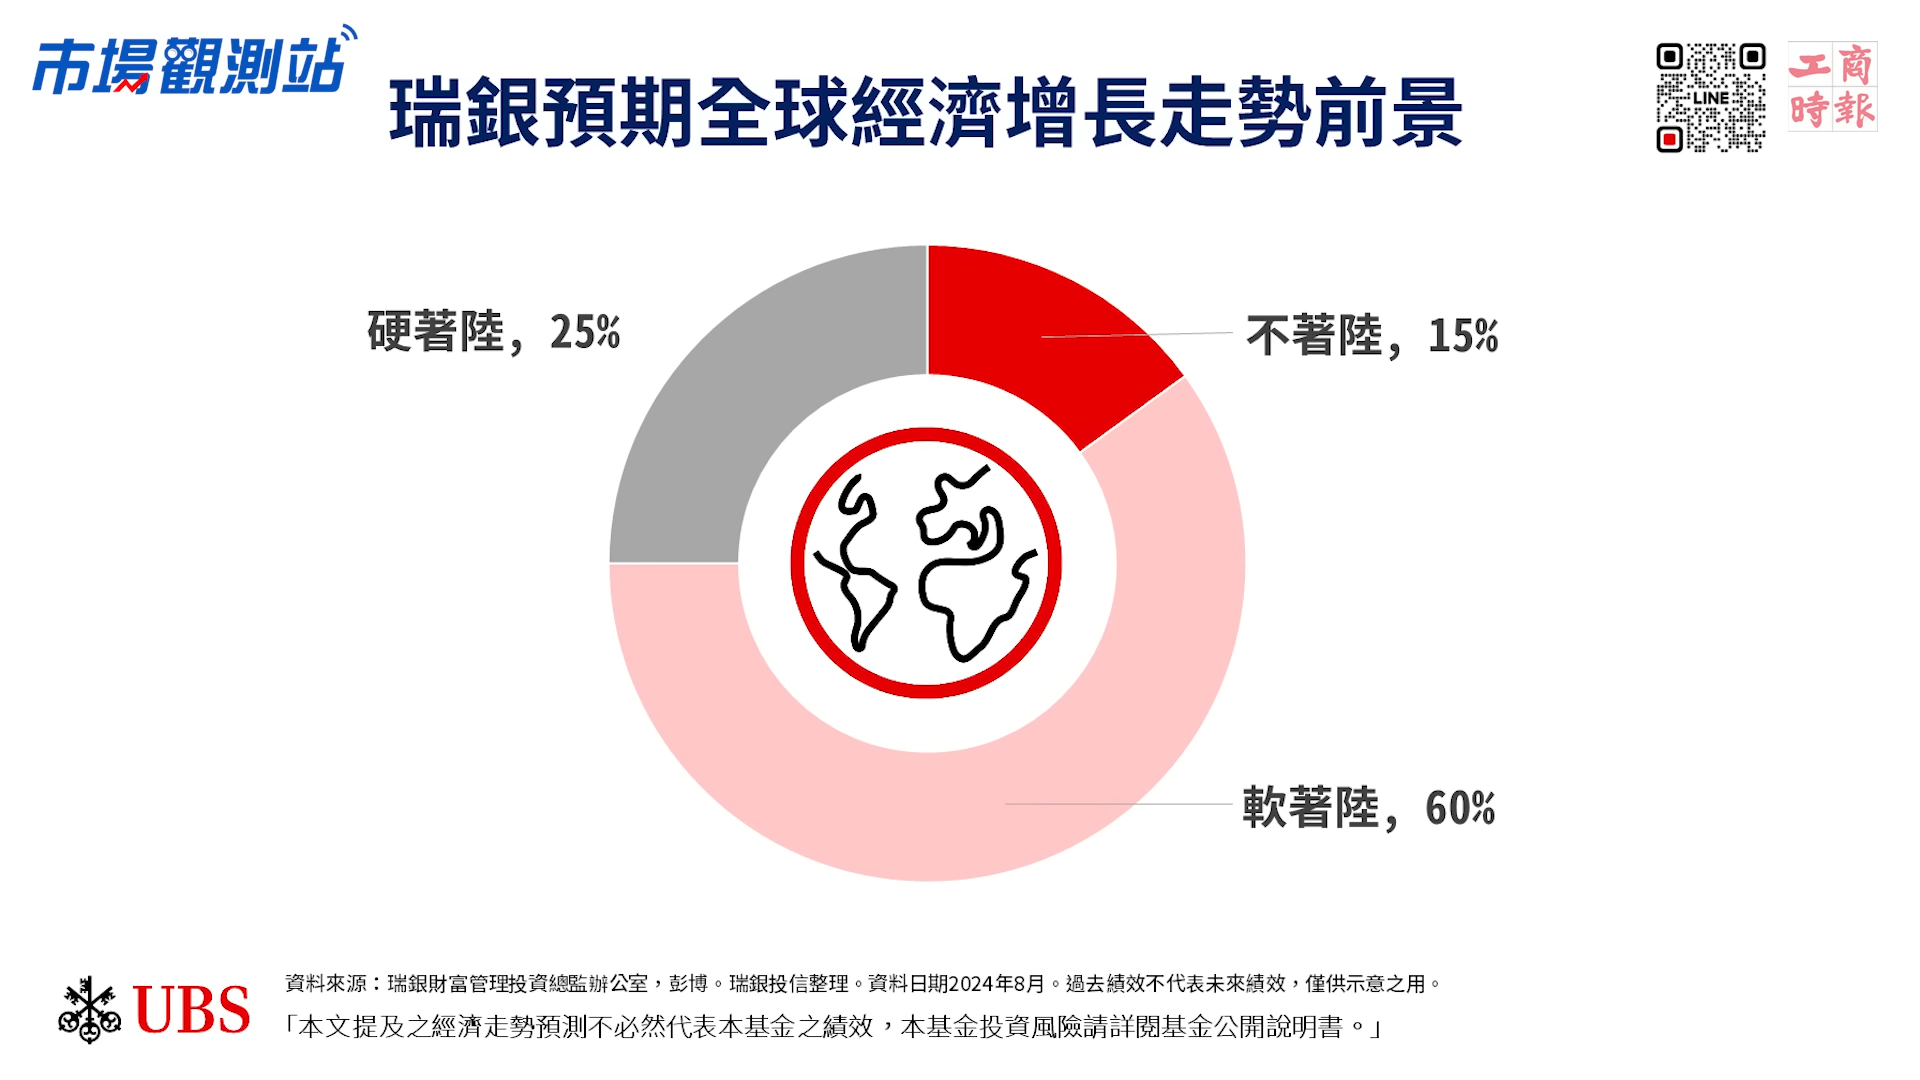 市場觀測站
瑞銀預期全球經濟增長走勢前景
LINE
工商
時報
硬著陸，25%
不著陸，15%
軟著陸，60%
UBS
資料來源：瑞銀財富管理投資總監辦公室，彭博。瑞銀投信整理。資料日期2024年8月。過去績效不代表未來績效，僅供示意之用。
「本文提及之經濟走勢預測不必然代表本基金之績效，本基金投資風險請詳閱基金公開說明書。」